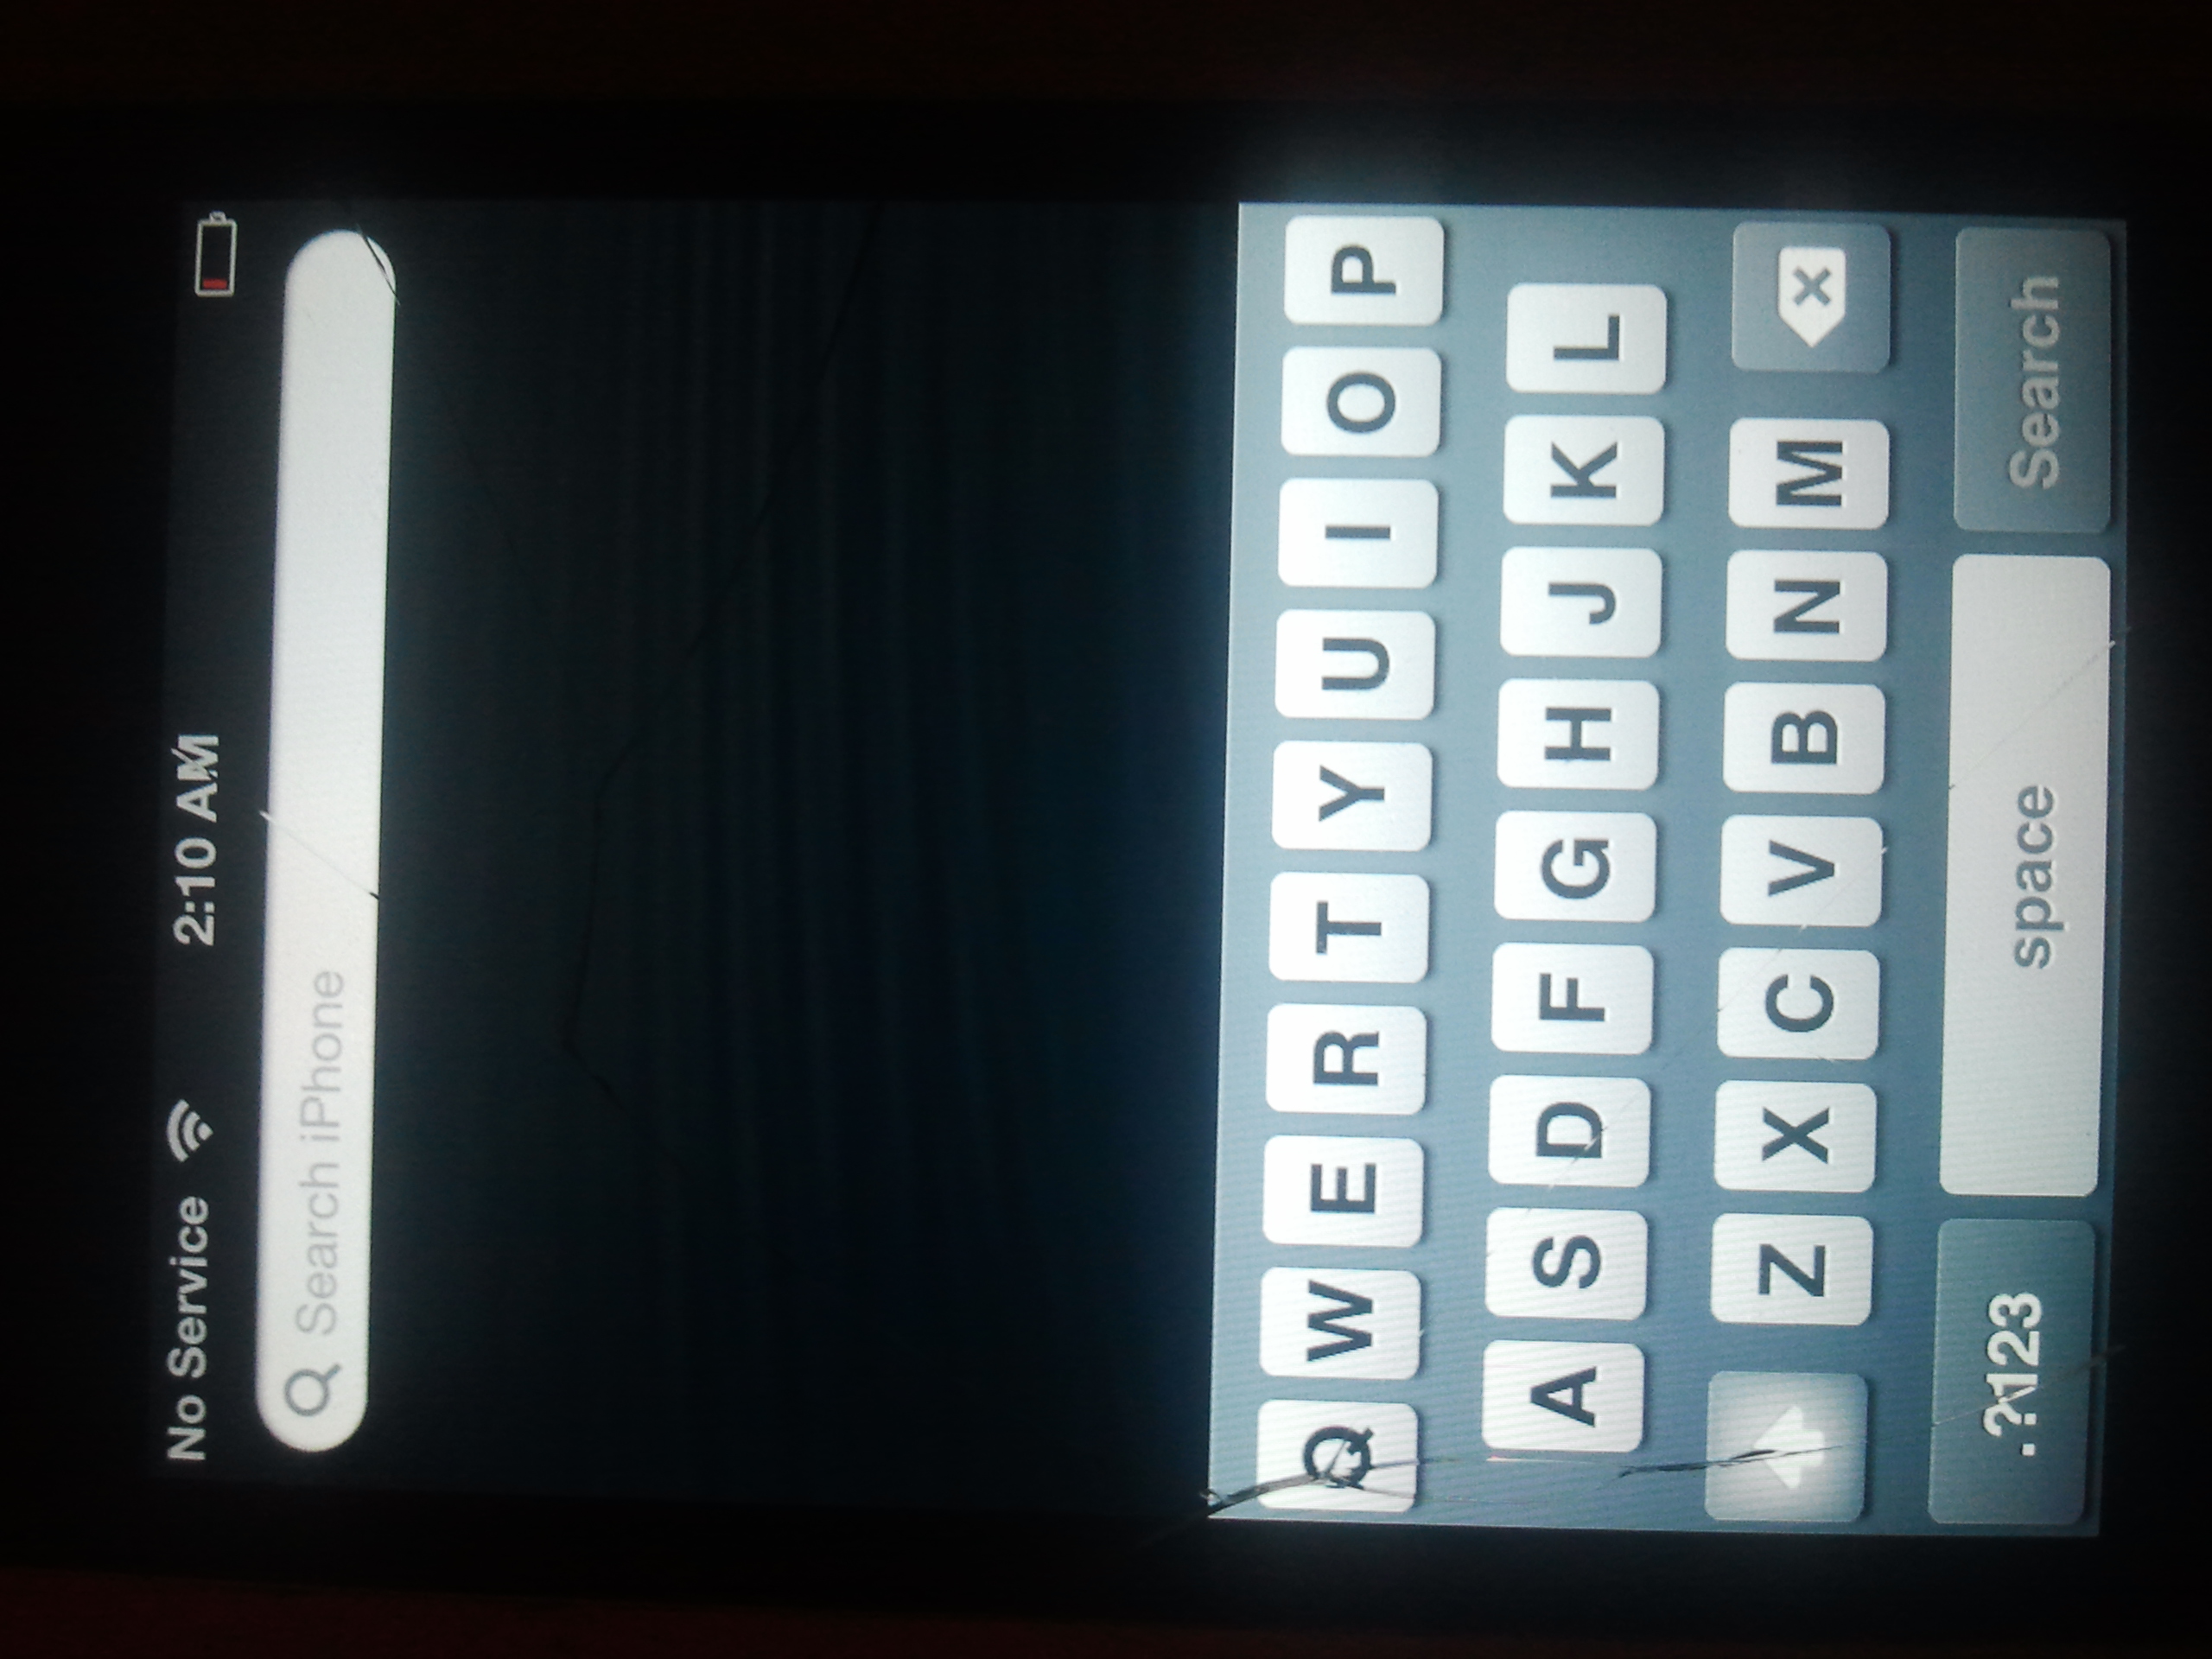 No Service 2:10 AM
Search iPhone
Q W E R T Y U I O P
A S D F G H J K L
Z X C V B N M
.?123 space Search